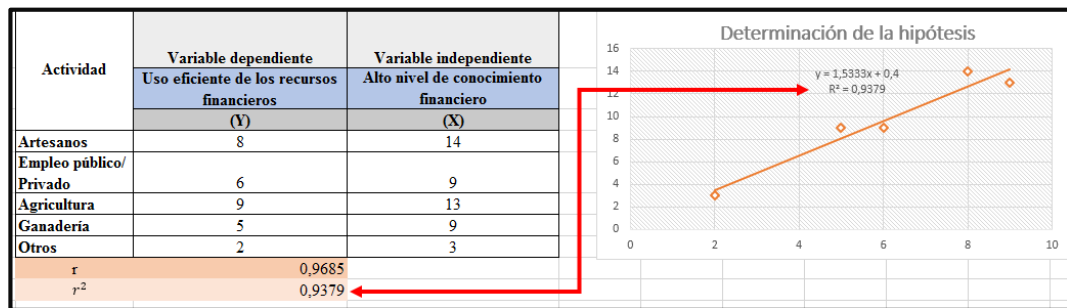 Actividad
Variable dependiente
Variable independiente
Uso eficiente de los recursos
financieros
Alto nivel de conocimiento
financiero
(Y)
(X)
Artesanos 8 14
Empleo público/
Privado 6 9
Agricultura 9 13
Ganadería 5 9
Otros 2 3
r 0,9685
r² 0,9379
Determinación de la hipótesis
y = 1,5333x + 0,4
R² = 0,9379
16
14
12
10
8
6
4
2
0
0 2 4 6 8 10